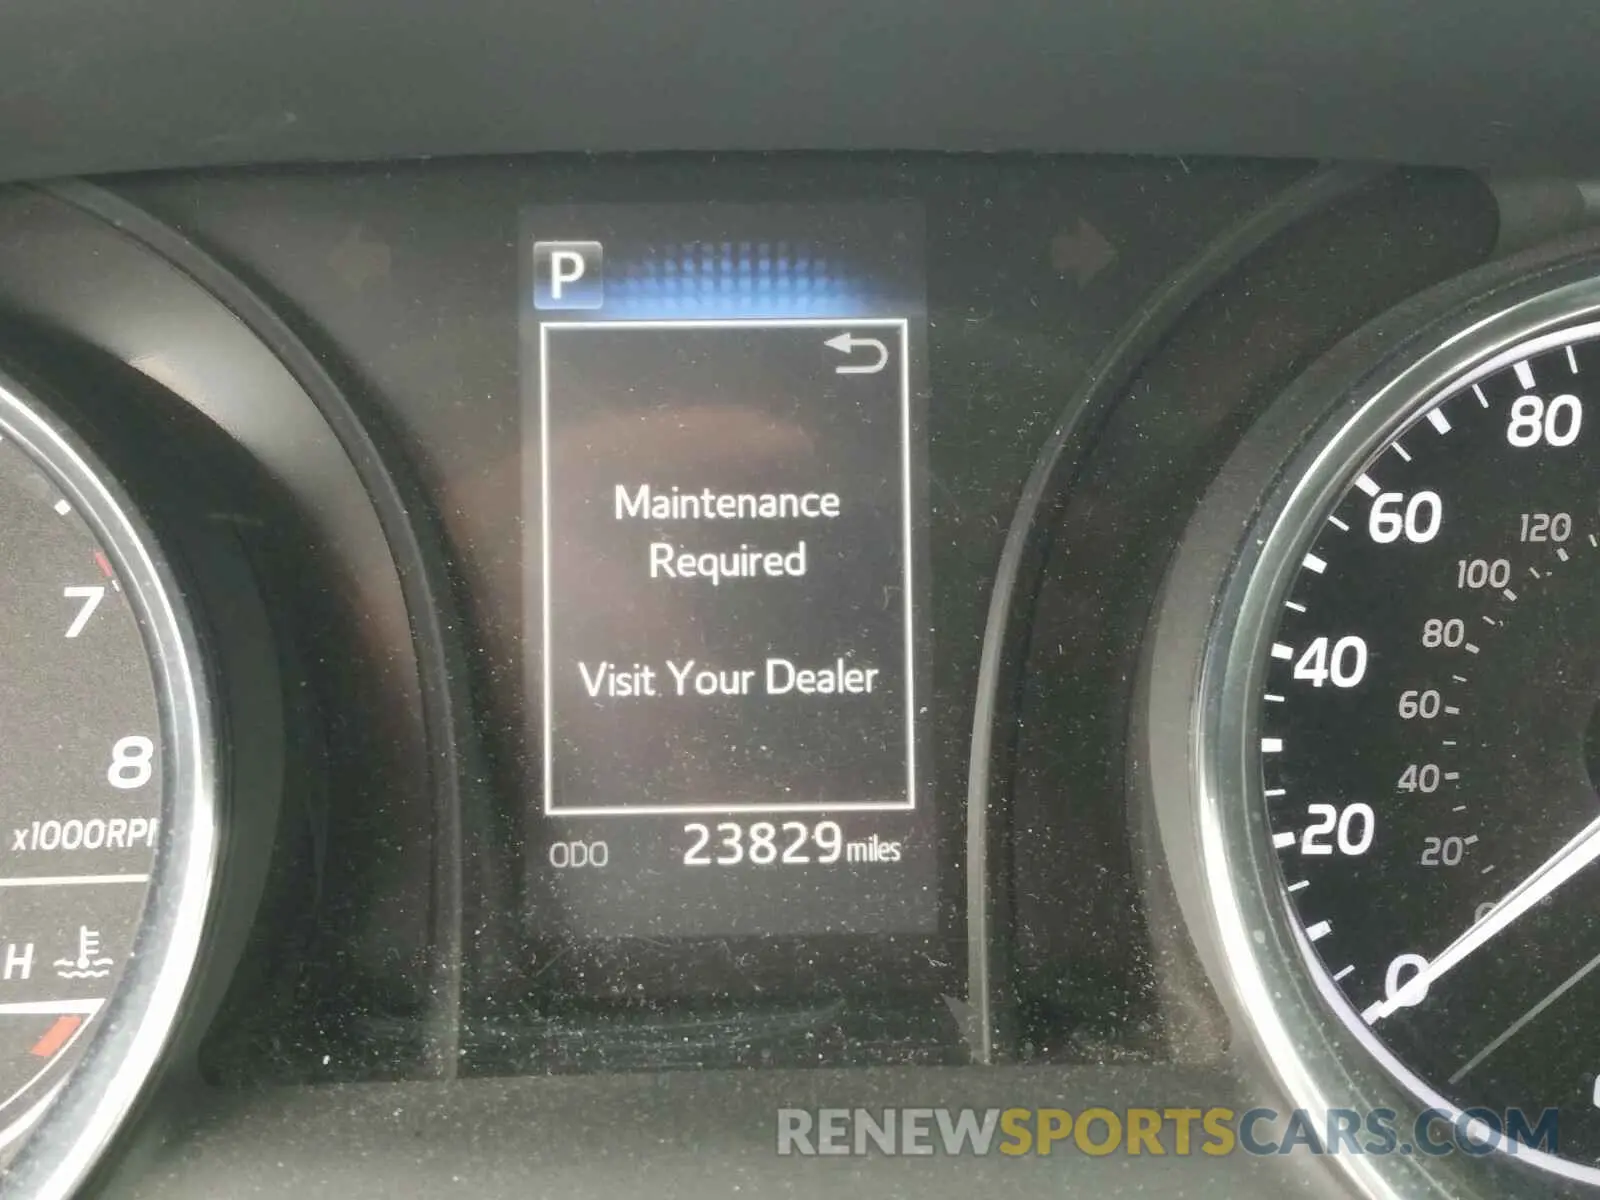 P
Maintenance
Required
Visit Your Dealer
ODO 23829 miles
7
8
x1000RPM
H
80
60
40
20
0
120
100
80
60
40
20
RENEWSPORTSCARS.COM